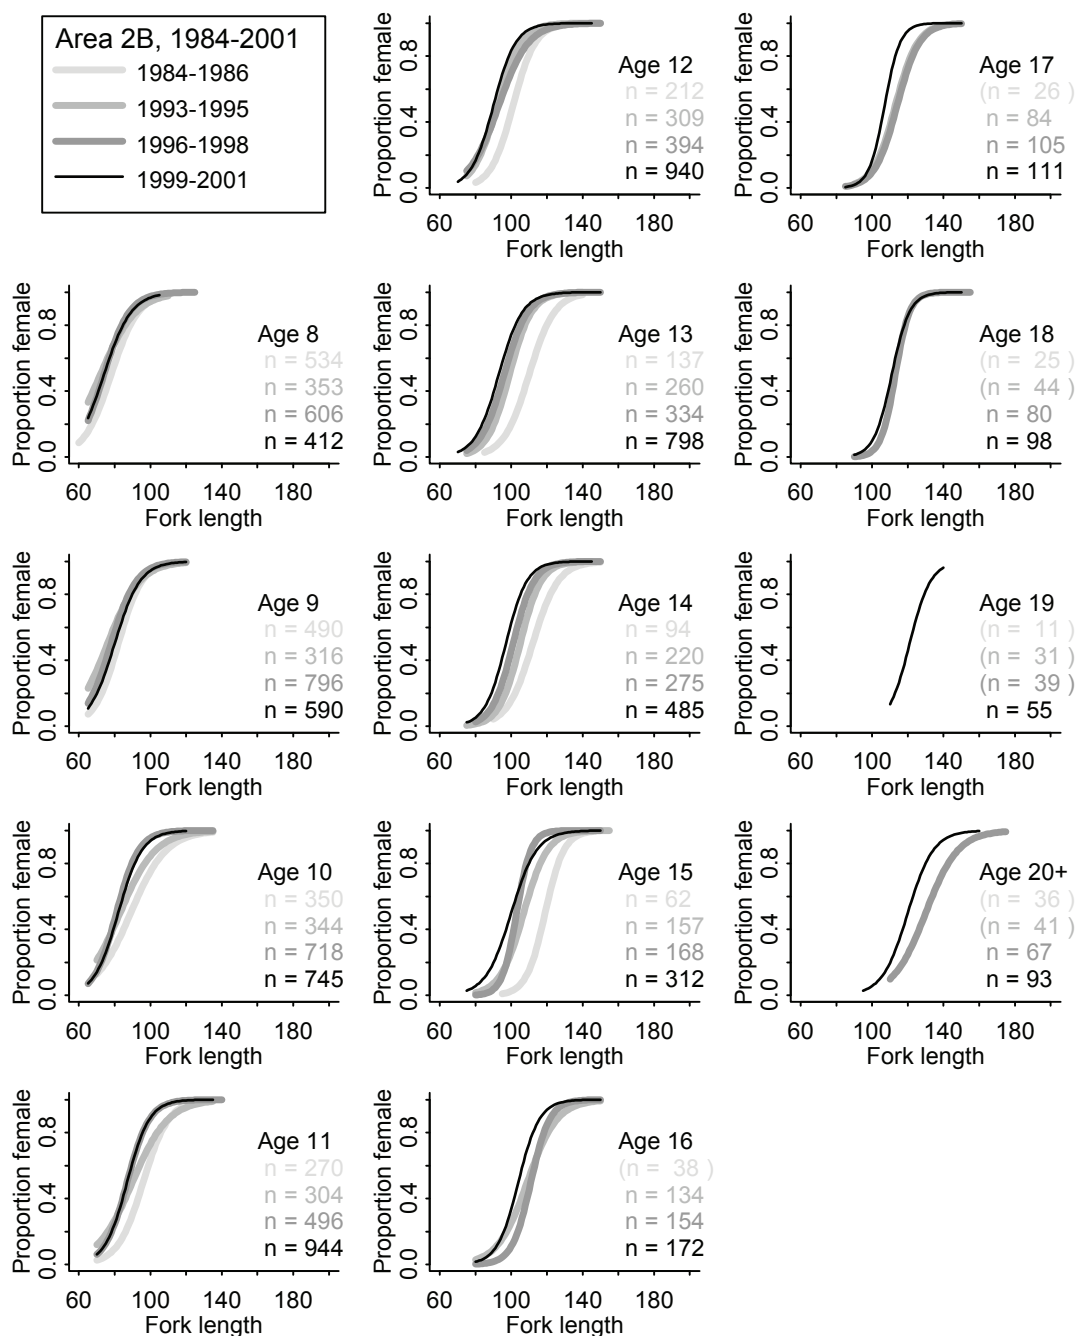 Area 2B, 1984-2001
1984-1986
1993-1995
1996-1998
1999-2001
Proportion female
0.0 0.4 0.8
Age 12
n = 212
n = 309
n = 394
n = 940
60 100 140 180
Fork length
Proportion female
0.0 0.4 0.8
Age 17
(n = 26 )
n = 84
n = 105
n = 111
60 100 140 180
Fork length
Proportion female
0.0 0.4 0.8
Age 8
n = 534
n = 353
n = 606
n = 412
60 100 140 180
Fork length
Proportion female
0.0 0.4 0.8
Age 13
n = 137
n = 260
n = 334
n = 798
60 100 140 180
Fork length
Proportion female
0.0 0.4 0.8
Age 18
(n = 25 )
(n = 44 )
n = 80
n = 98
60 100 140 180
Fork length
Proportion female
0.0 0.4 0.8
Age 9
n = 490
n = 316
n = 796
n = 590
60 100 140 180
Fork length
Proportion female
0.0 0.4 0.8
Age 14
n = 94
n = 220
n = 275
n = 485
60 100 140 180
Fork length
Proportion female
0.0 0.4 0.8
Age 19
(n = 11 )
(n = 31 )
(n = 39 )
n = 55
60 100 140 180
Fork length
Proportion female
0.0 0.4 0.8
Age 10
n = 350
n = 344
n = 718
n = 745
60 100 140 180
Fork length
Proportion female
0.0 0.4 0.8
Age 15
n = 62
n = 157
n = 168
n = 312
60 100 140 180
Fork length
Proportion female
0.0 0.4 0.8
Age 20+
(n = 36 )
(n = 41 )
n = 67
n = 93
60 100 140 180
Fork length
Proportion female
0.0 0.4 0.8
Age 11
n = 270
n = 304
n = 496
n = 944
60 100 140 180
Fork length
Proportion female
0.0 0.4 0.8
Age 16
(n = 38 )
n = 134
n = 154
n = 172
60 100 140 180
Fork length